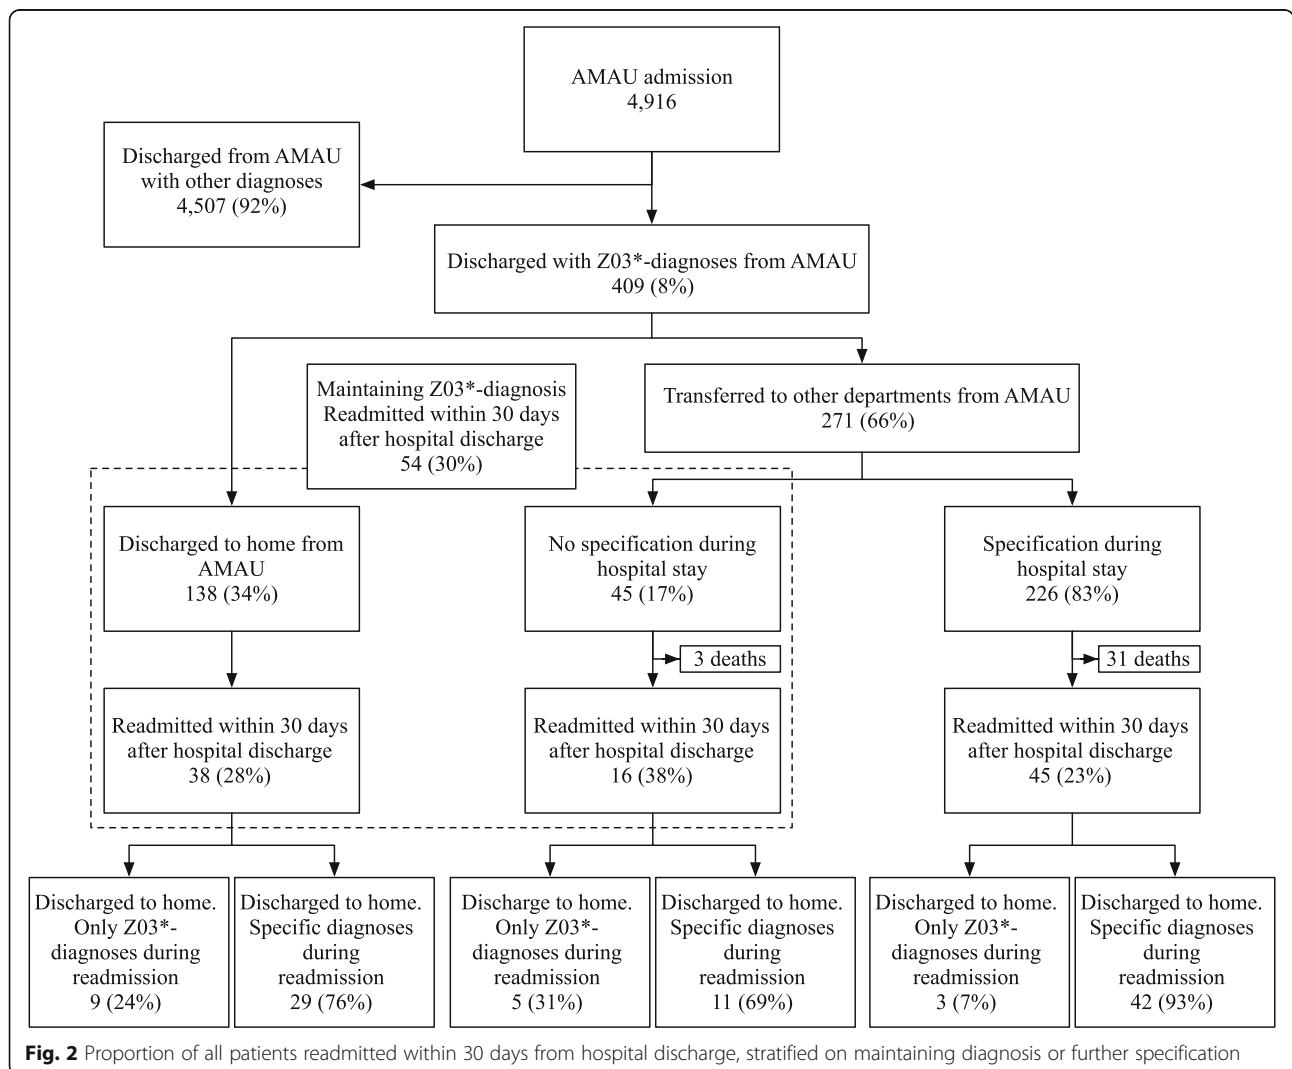 AMAU admission
4,916
Discharged from AMAU
with other diagnoses
4,507 (92%)
Discharged with Z03*-diagnoses from AMAU
409 (8%)
Maintaining Z03*-diagnosis
Readmitted within 30 days
after hospital discharge
54 (30%)
Transferred to other departments from AMAU
271 (66%)
Discharged to home from
AMAU
138 (34%)
No specification during
hospital stay
45 (17%)
Specification during
hospital stay
226 (83%)
3 deaths
31 deaths
Readmitted within 30 days
after hospital discharge
38 (28%)
Readmitted within 30 days
after hospital discharge
16 (38%)
Readmitted within 30 days
after hospital discharge
45 (23%)
Discharged to home.
Only Z03*-
diagnoses during
readmission
9 (24%)
Discharged to home.
Specific diagnoses
during
readmission
29 (76%)
Discharge to home.
Only Z03*-
diagnoses during
readmission
5 (31%)
Discharged to home.
Specific diagnoses
during
readmission
11 (69%)
Discharged to home.
Only Z03*-
diagnoses during
readmission
3 (7%)
Discharged to home.
Specific diagnoses
during
readmission
42 (93%)
Fig. 2 Proportion of all patients readmitted within 30 days from hospital discharge, stratified on maintaining diagnosis or further specification